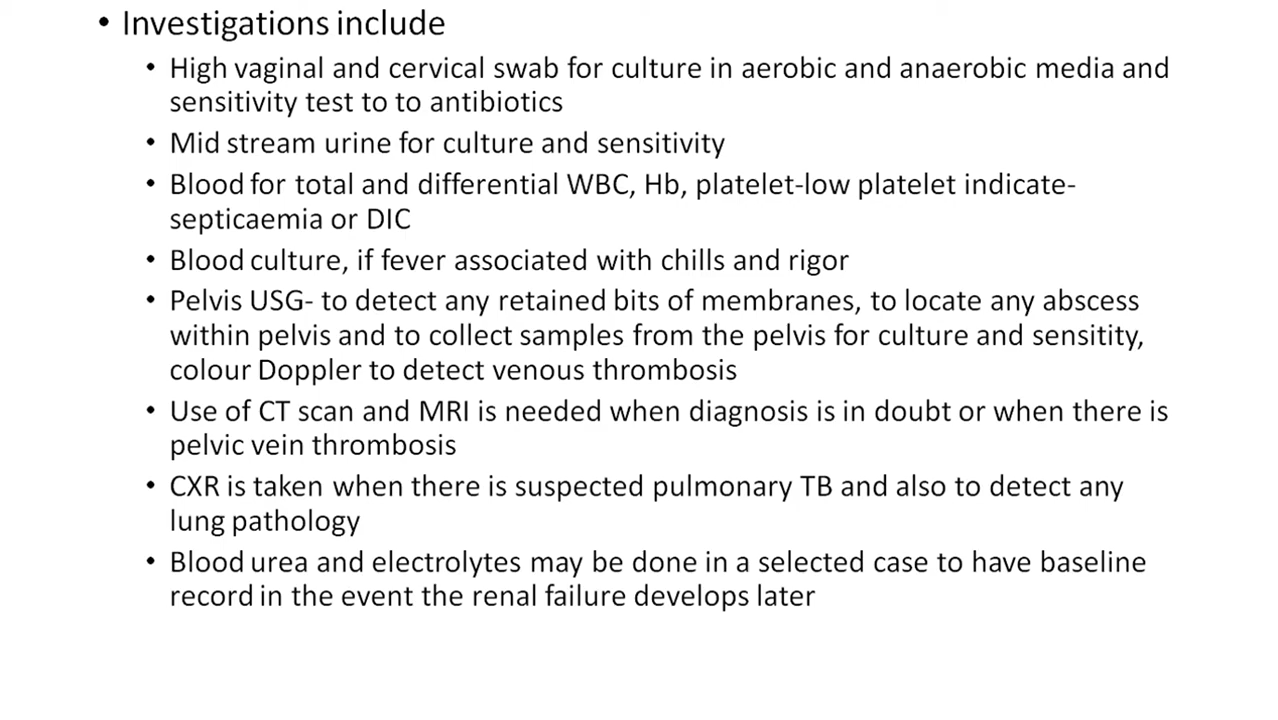 • Investigations include
• High vaginal and cervical swab for culture in aerobic and anaerobic media and
sensitivity test to to antibiotics
• Mid stream urine for culture and sensitivity
• Blood for total and differential WBC, Hb, platelet-low platelet indicate-
septicaemia or DIC
• Blood culture, if fever associated with chills and rigor
• Pelvis USG- to detect any retained bits of membranes, to locate any abscess
within pelvis and to collect samples from the pelvis for culture and sensitity,
colour Doppler to detect venous thrombosis
• Use of CT scan and MRI is needed when diagnosis is in doubt or when there is
pelvic vein thrombosis
• CXR is taken when there is suspected pulmonary TB and also to detect any
lung pathology
• Blood urea and electrolytes may be done in a selected case to have baseline
record in the event the renal failure develops later